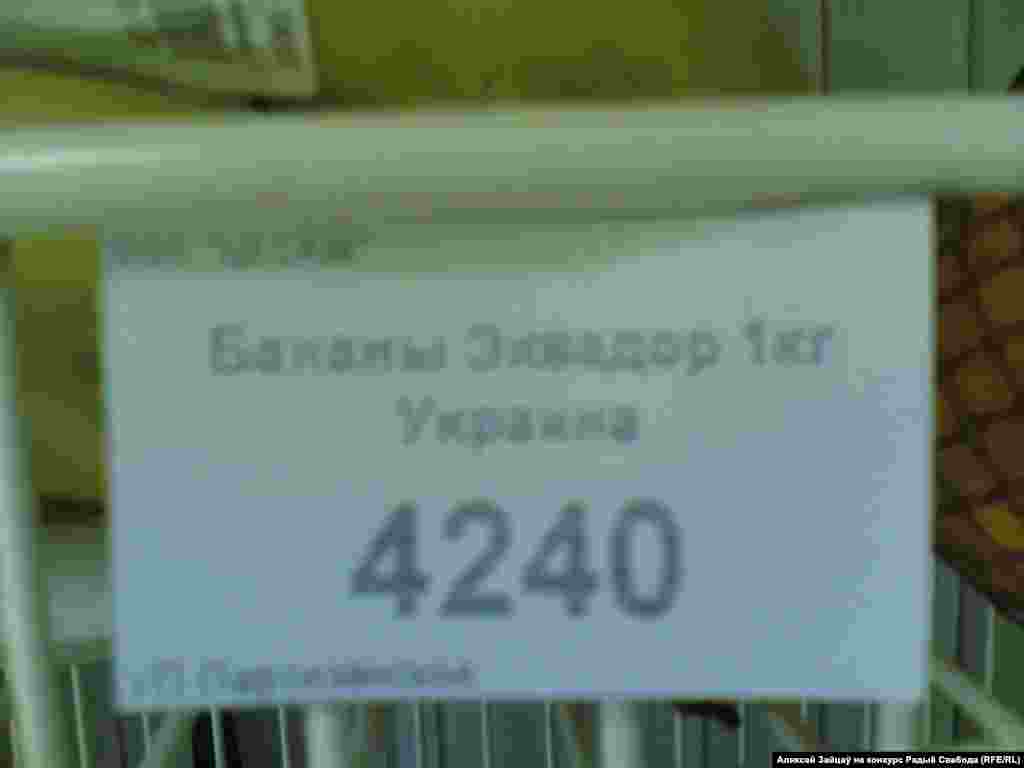 Бананы Эквадор 1кг
Украина
4240
Аляксей Зайцаў на конкурс Радыё Свабода (RFE/RL)